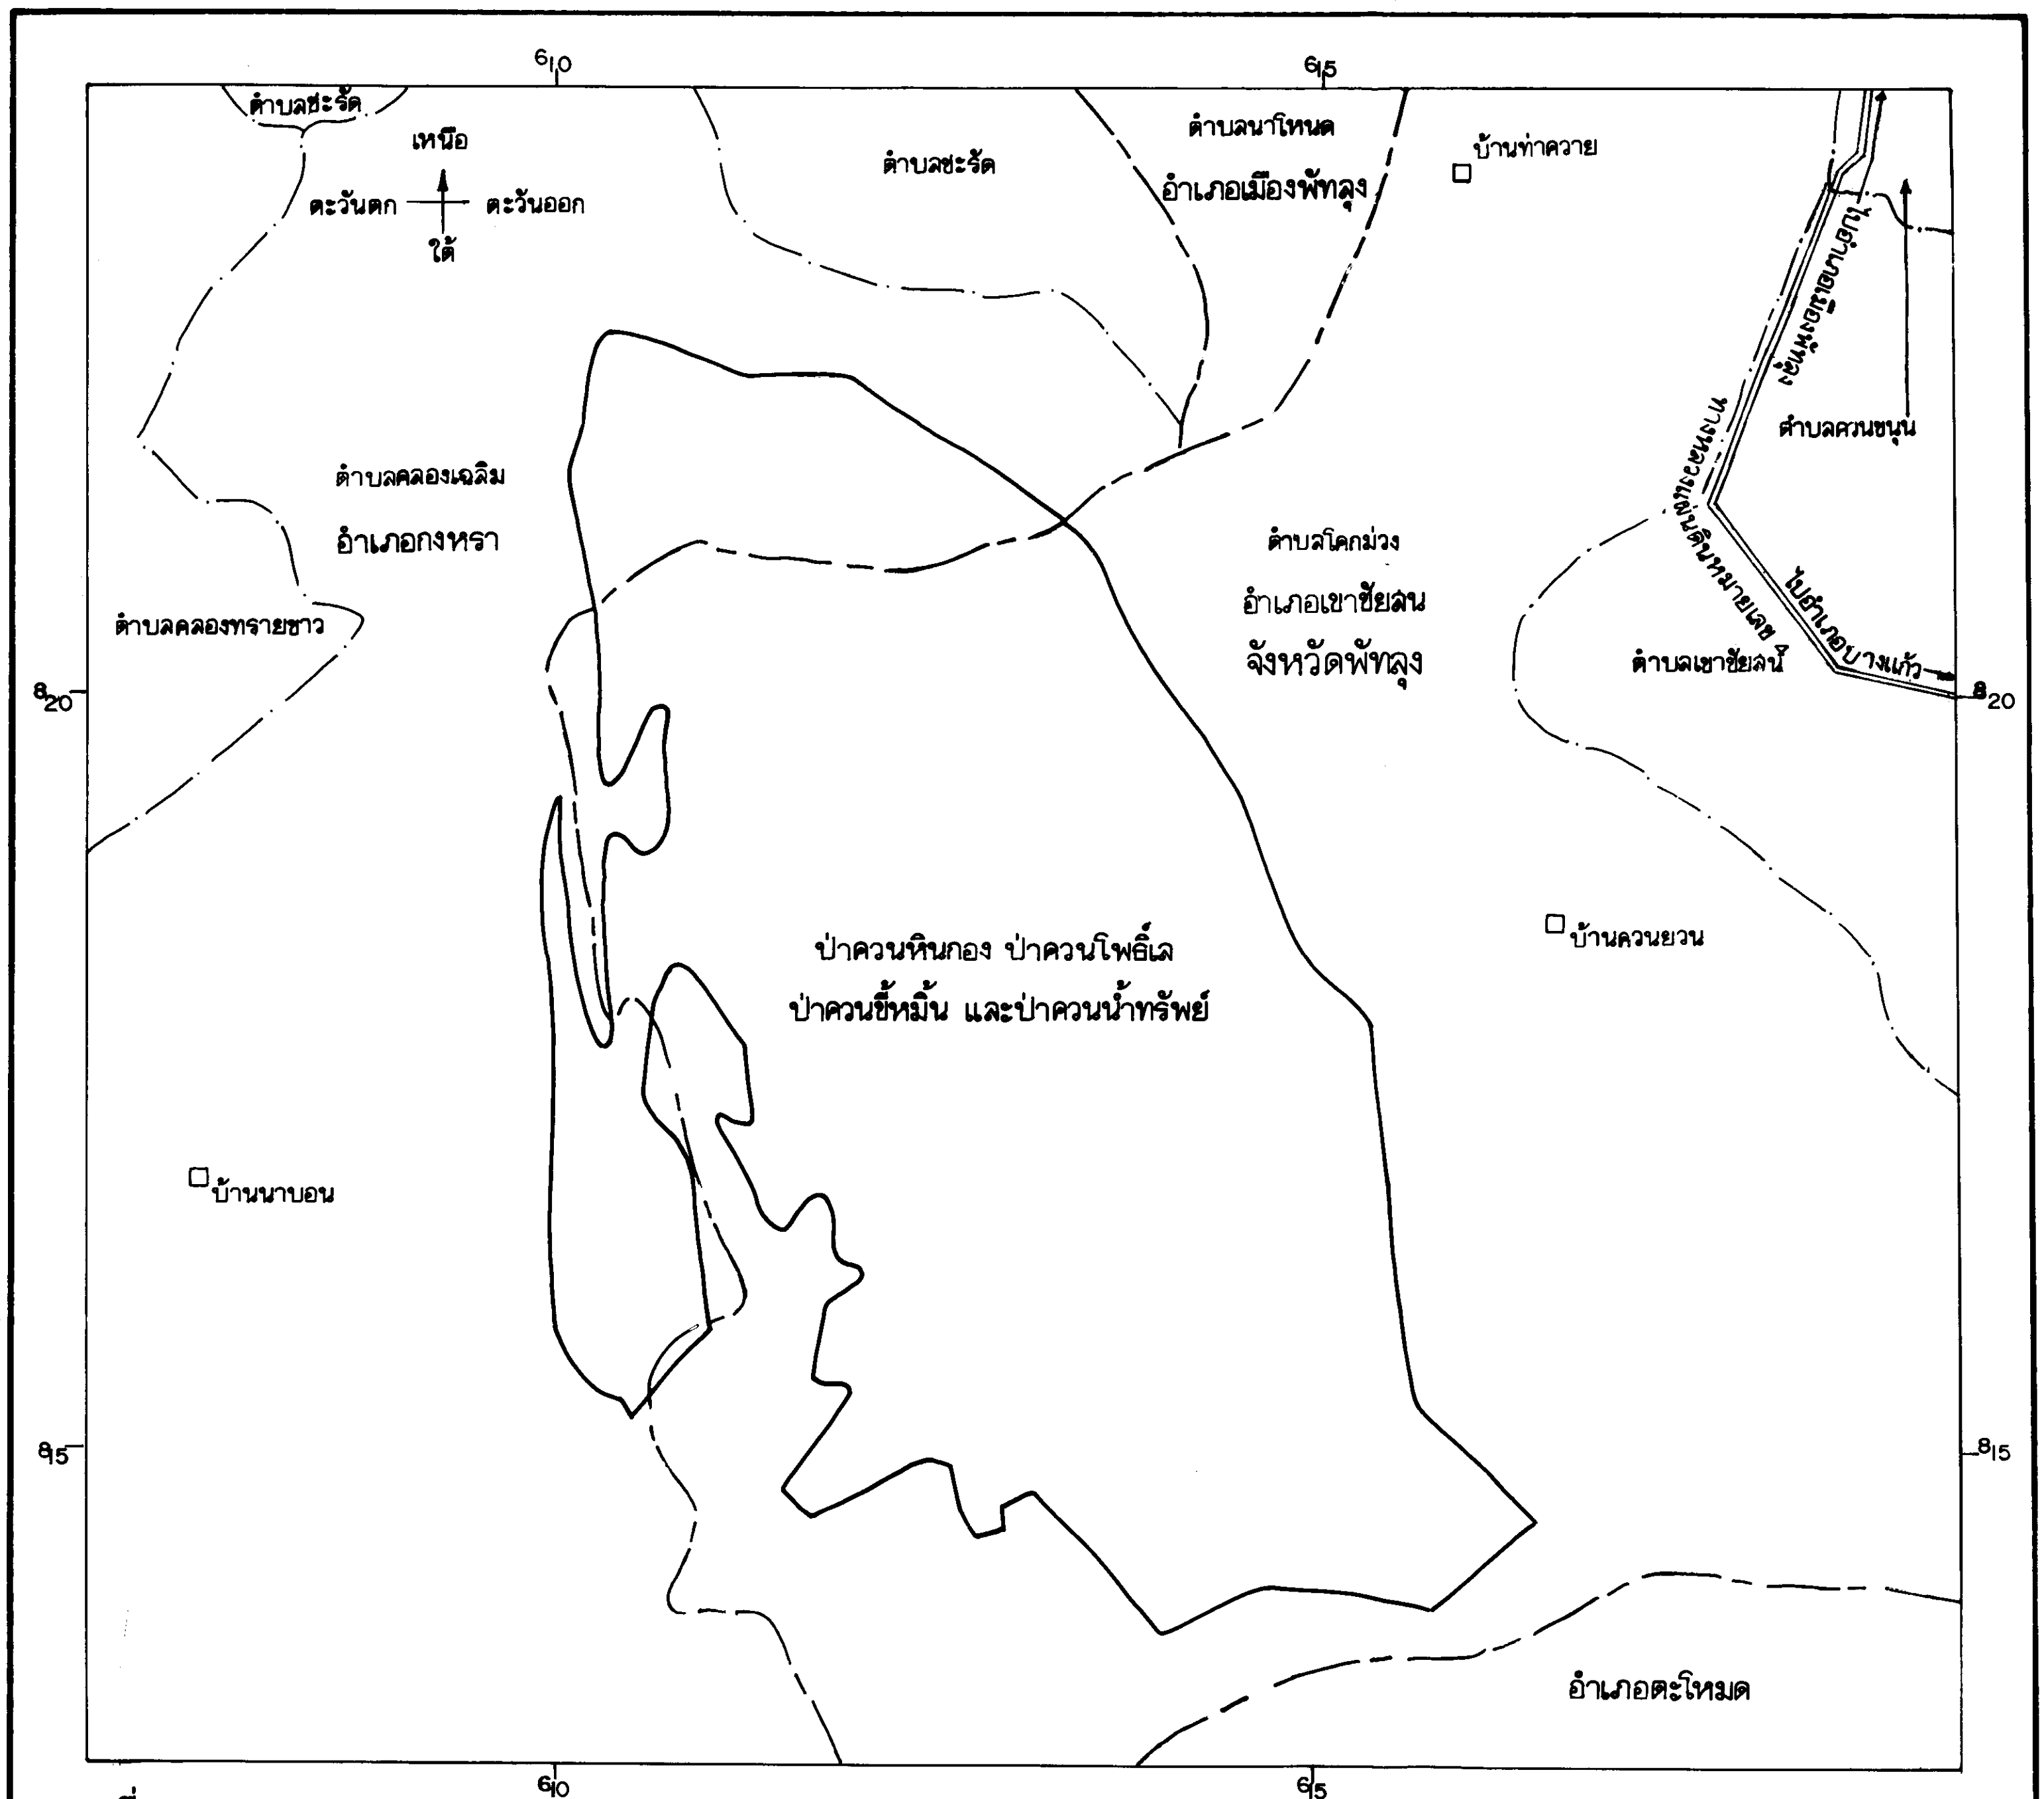 610
615
ตำบลชะรัด
เหนือ
ตะวันตก
ตะวันออก
ใต้
ตำบลชะรัด
ตำบลนาโหนด
อำเภอเมืองพัทลุง
บ้านท่าควาย
ไปอำเภอเมืองพัทลุง
ทางหลวงแผ่นดินหมายเลข ๔
ตำบลควนขนุน
ตำบลคลองเฉลิม
อำเภอกงหรา
ตำบลโคกม่วง
อำเภอเขาชัยสน
จังหวัดพัทลุง
ตำบลคลองทรายขาว
ไปอำเภอบางแก้ว
ตำบลเขาชัยสน
820
820
ป่าควนหินกอง ป่าควนโพธิ์เล
ป่าควนขี้หมิ้น และป่าควนน้ำทรัพย์
บ้านควนยวน
บ้านนาบอน
815
815
อำเภอตะโหมด
610
615